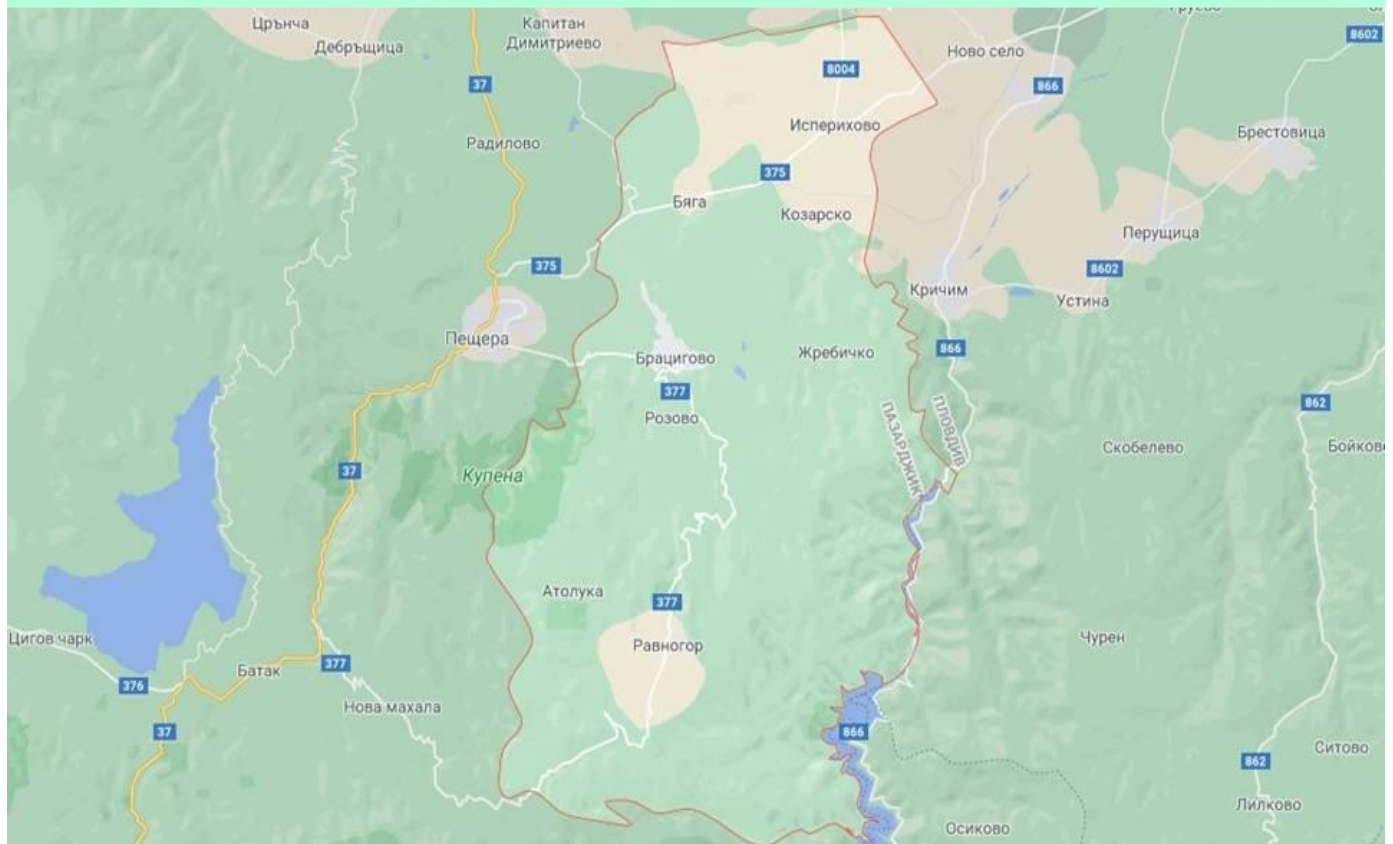 Црънча
Капитан
Димитриево
Дебръщица
Ново село
8602
37
8004
866
Радилово
Исперихово
Брестовица
375
Бяга
Козарско
Перущица
375
8602
Кричим
Устина
Пещера
Брацигово
Жребичко
866
377
862
Розово
ПАЗАРДЖИК
ПЛОВДИВ
Скобелево
37
Купена
Атолука
377
Цигов чарк
Равногор
Чурен
Батак
377
376
Нова махала
37
866
862
Ситово
Лилково
Осиково